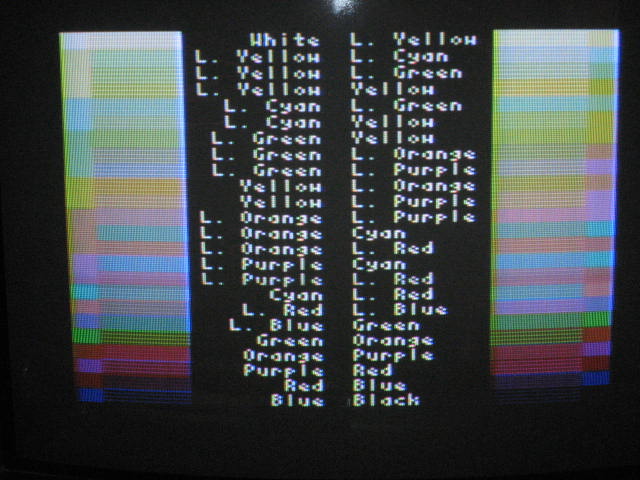 White L. Yellow
L. Yellow L. Cyan
L. Yellow L. Green
L. Yellow Yellow
L. Cyan L. Green
L. Cyan Yellow
L. Green Yellow
L. Green L. Orange
L. Green L. Purple
Yellow L. Orange
Yellow L. Purple
L. Orange L. Purple
L. Orange Cyan
L. Orange L. Red
L. Purple Cyan
L. Purple L. Red
Cyan L. Red
L. Red L. Blue
L. Blue Green
Green Orange
Orange Purple
Purple Red
Red Blue
Blue Black